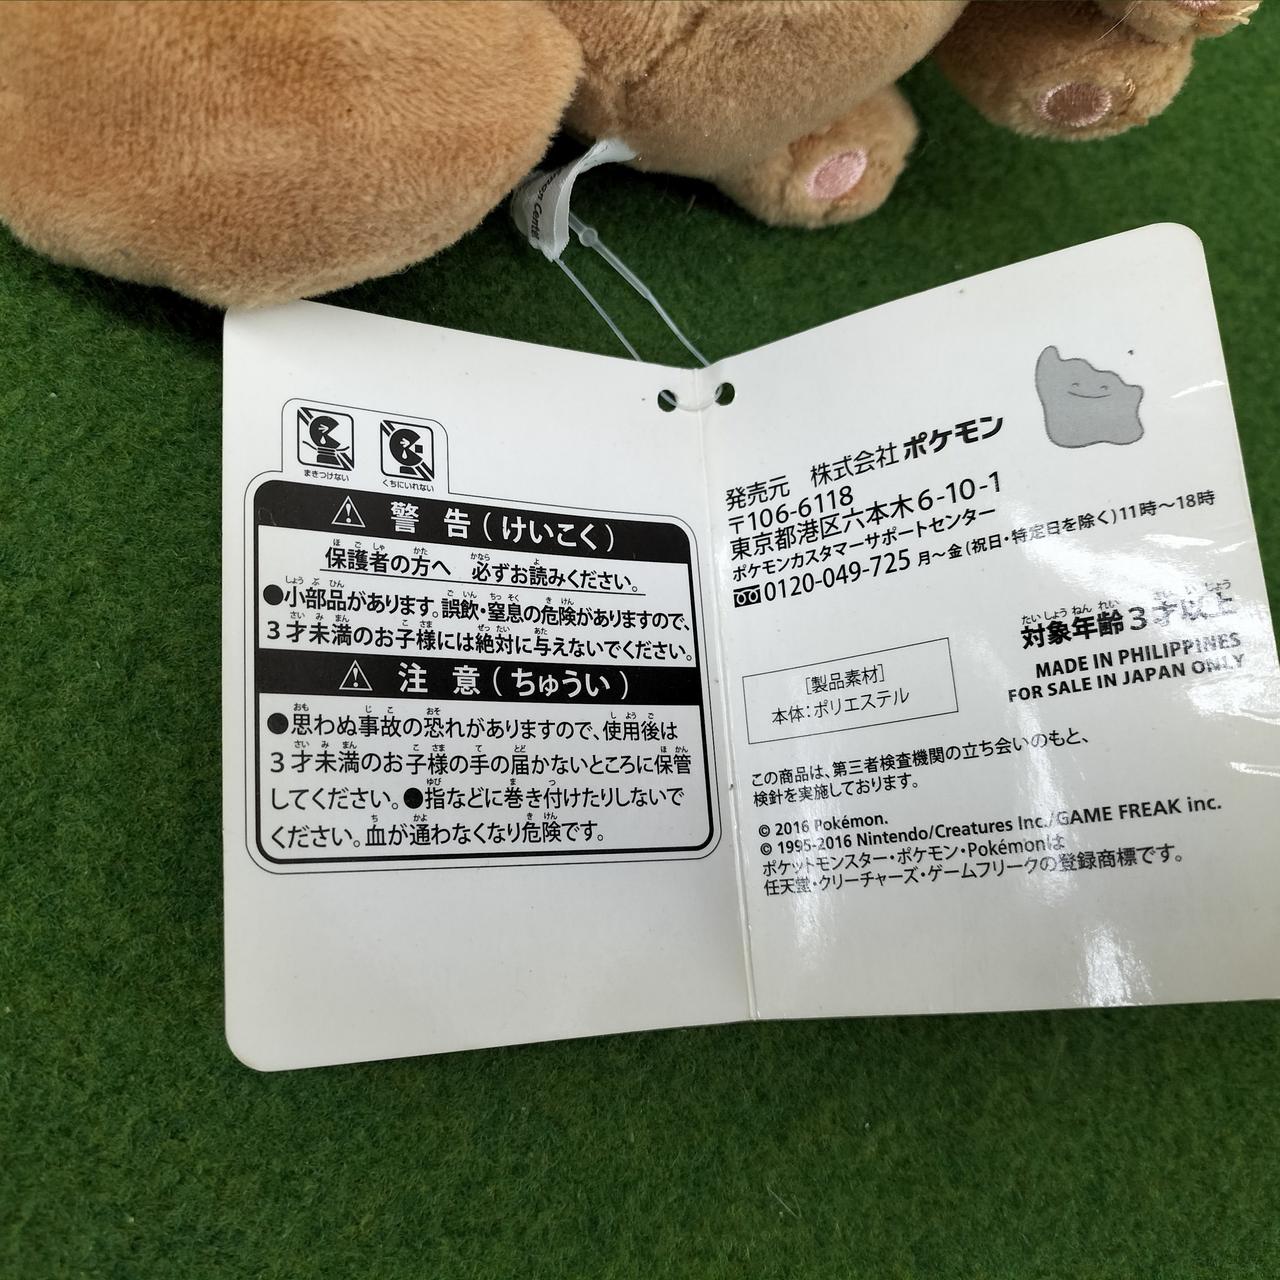 mon Center
まきつけない
くちにいれない
警 告(けいこく)
保護者の方へ 必ずお読みください。
●小部品があります。誤飲・窒息の危険がありますので、
3才未満のお子様には絶対に与えないでください。
注 意(ちゅうい)
●思わぬ事故の恐れがありますので、使用後は
3才未満のお子様の手の届かないところに保管
してください。●指などに巻き付けたりしないで
ください。血が通わなくなり危険です。
発売元 株式会社ポケモン
〒106-6118
東京都港区六本木6-10-1
ポケモンカスタマーサポートセンター
0120-049-725 月〜金(祝日・特定日を除く)11時〜18時
対象年齢3才以上
MADE IN PHILIPPINES
FOR SALE IN JAPAN ONLY
[製品素材]
本体:ポリエステル
この商品は、第三者検査機関の立ち会いのもと、
検針を実施しております。
© 2016 Pokémon.
© 1995-2016 Nintendo/Creatures Inc./GAME FREAK inc.
ポケットモンスター・ポケモン・Pokémonは
任天堂・クリーチャーズ・ゲームフリークの登録商標です。